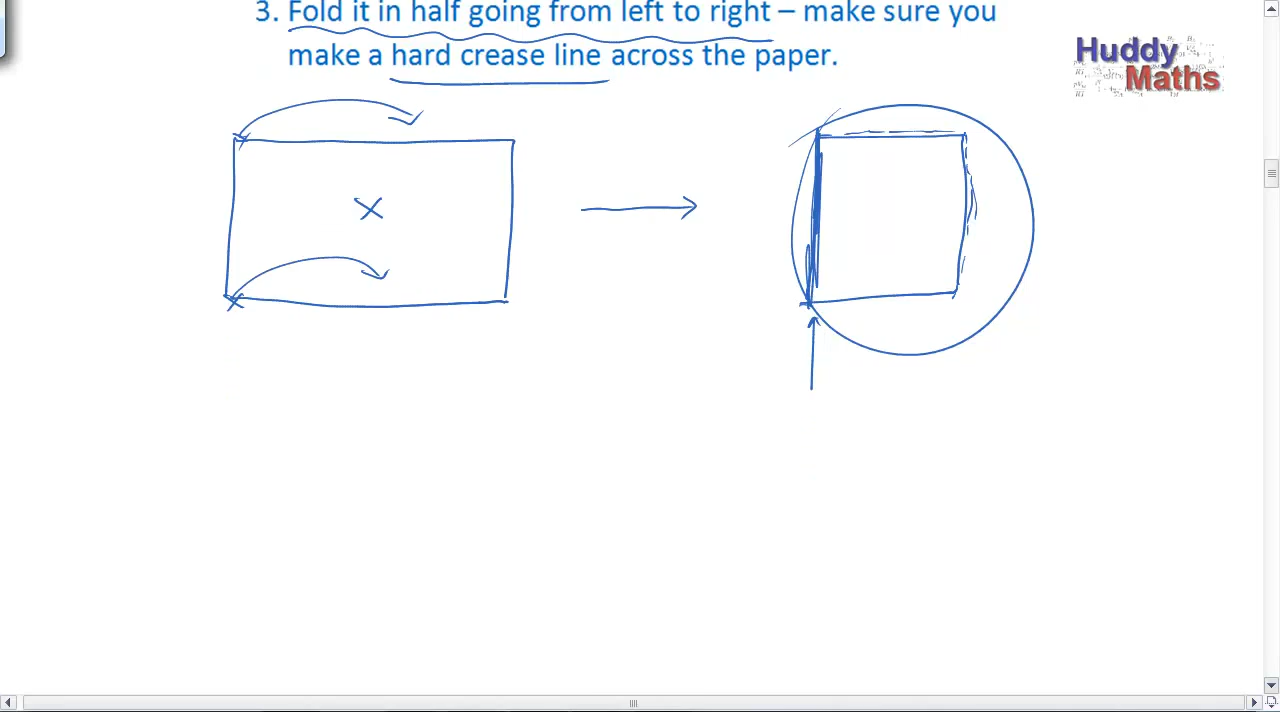 3. Fold it in half going from left to right – make sure you
make a hard crease line across the paper.
Huddy
Maths